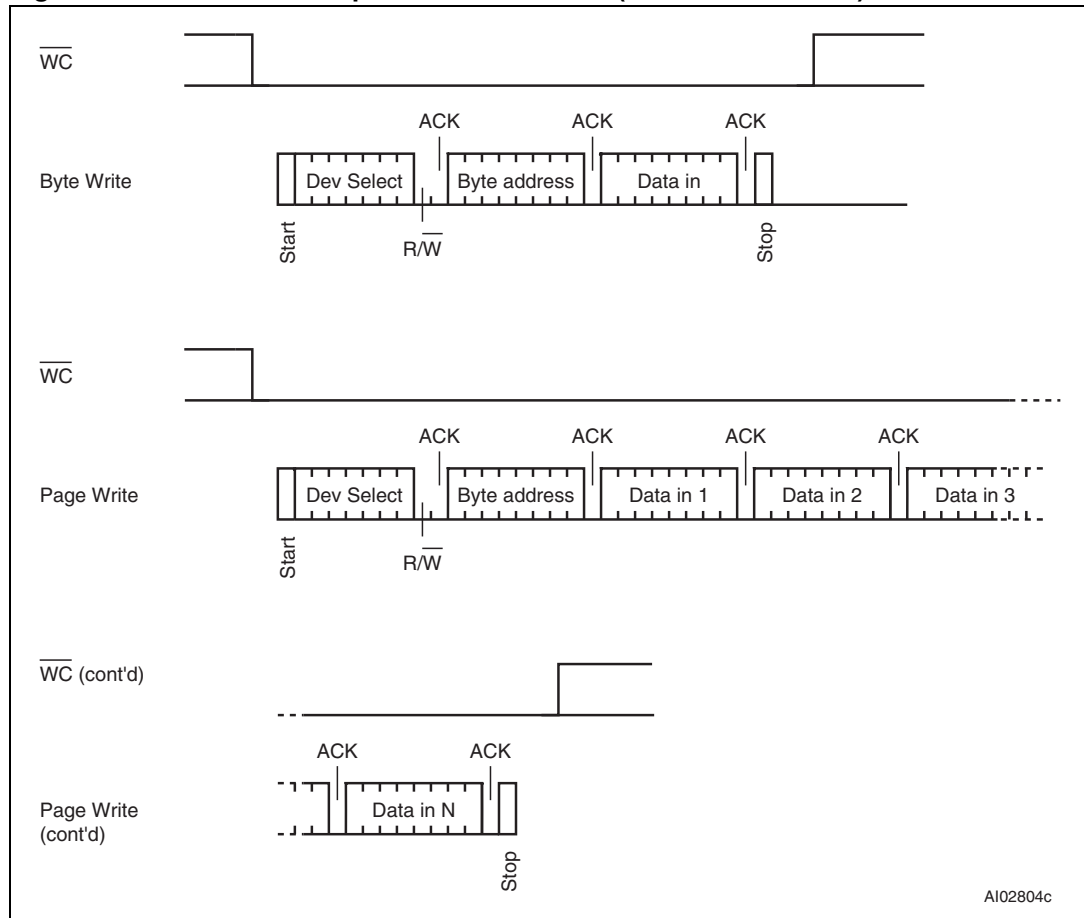 WC
ACK ACK ACK
Byte Write Dev Select Byte address Data in
Start R/W Stop
WC
ACK ACK ACK ACK
Page Write Dev Select Byte address Data in 1 Data in 2 Data in 3
Start R/W
WC (cont'd)
ACK ACK
Page Write
(cont'd)
Data in N
Stop
AI02804c